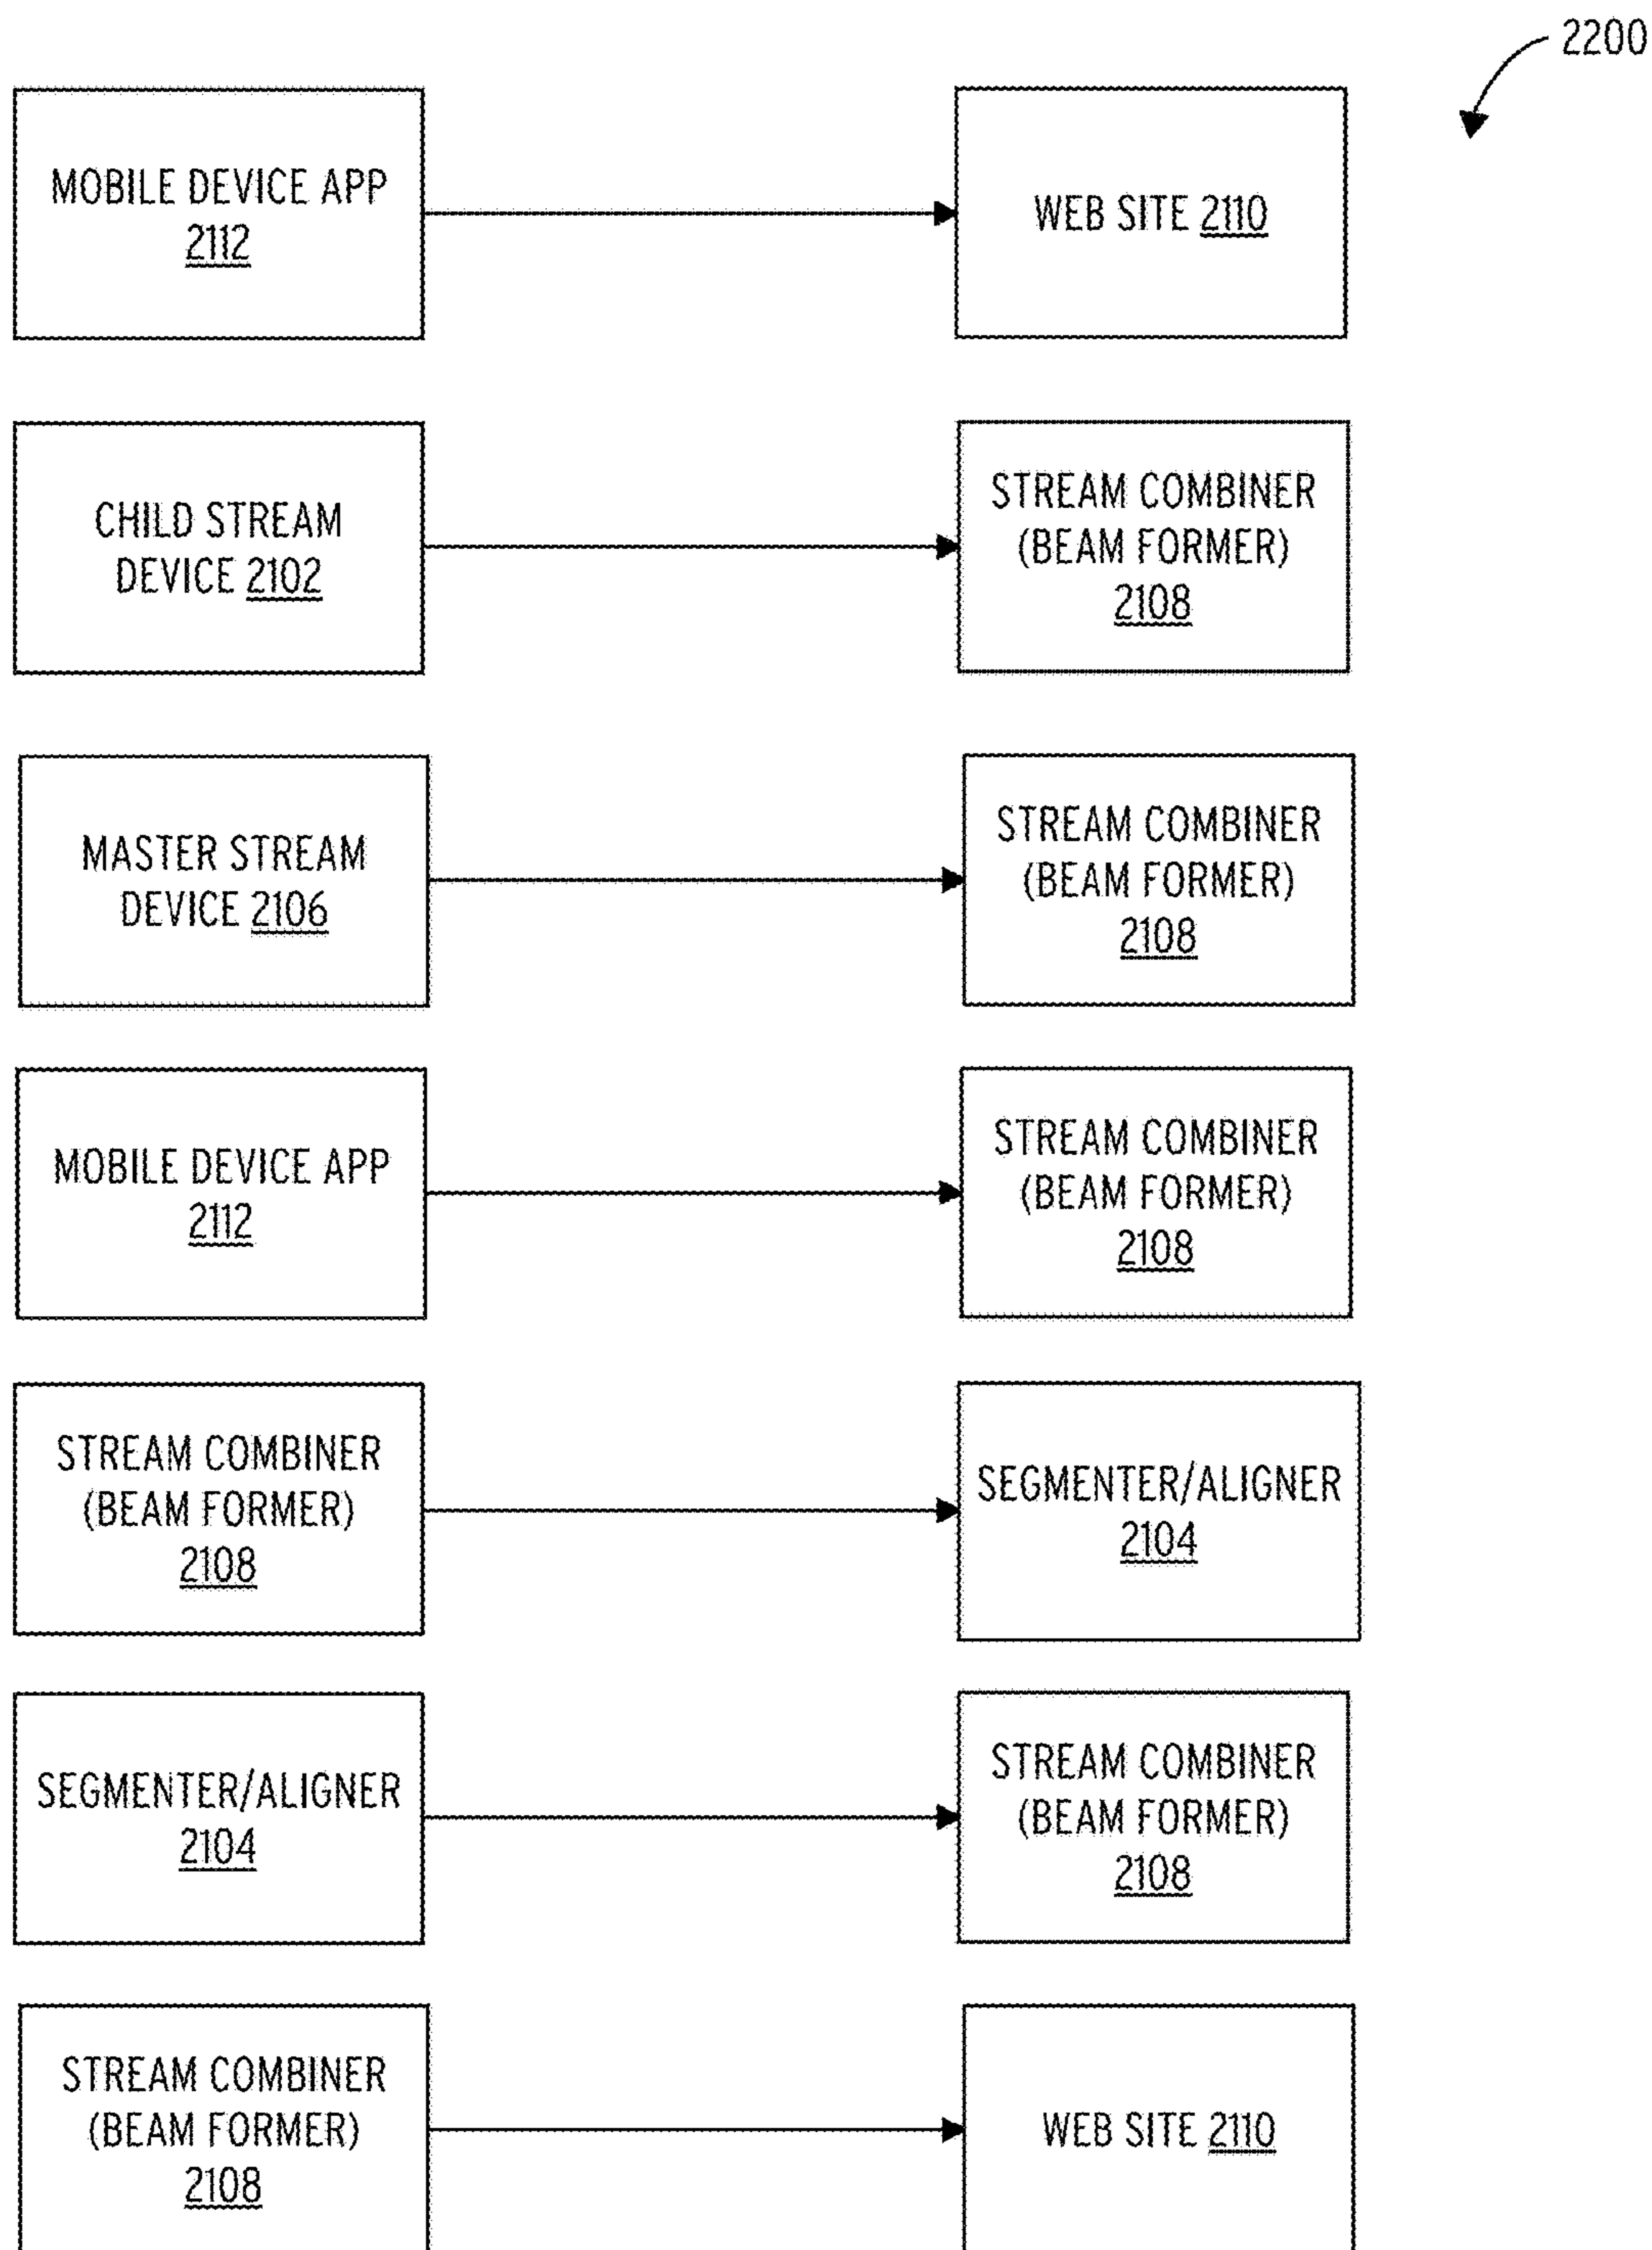 2200
MOBILE DEVICE APP
2112
WEB SITE 2110
CHILD STREAM
DEVICE 2102
STREAM COMBINER
(BEAM FORMER)
2108
MASTER STREAM
DEVICE 2106
STREAM COMBINER
(BEAM FORMER)
2108
MOBILE DEVICE APP
2112
STREAM COMBINER
(BEAM FORMER)
2108
STREAM COMBINER
(BEAM FORMER)
2108
SEGMENTER/ALIGNER
2104
SEGMENTER/ALIGNER
2104
STREAM COMBINER
(BEAM FORMER)
2108
STREAM COMBINER
(BEAM FORMER)
2108
WEB SITE 2110